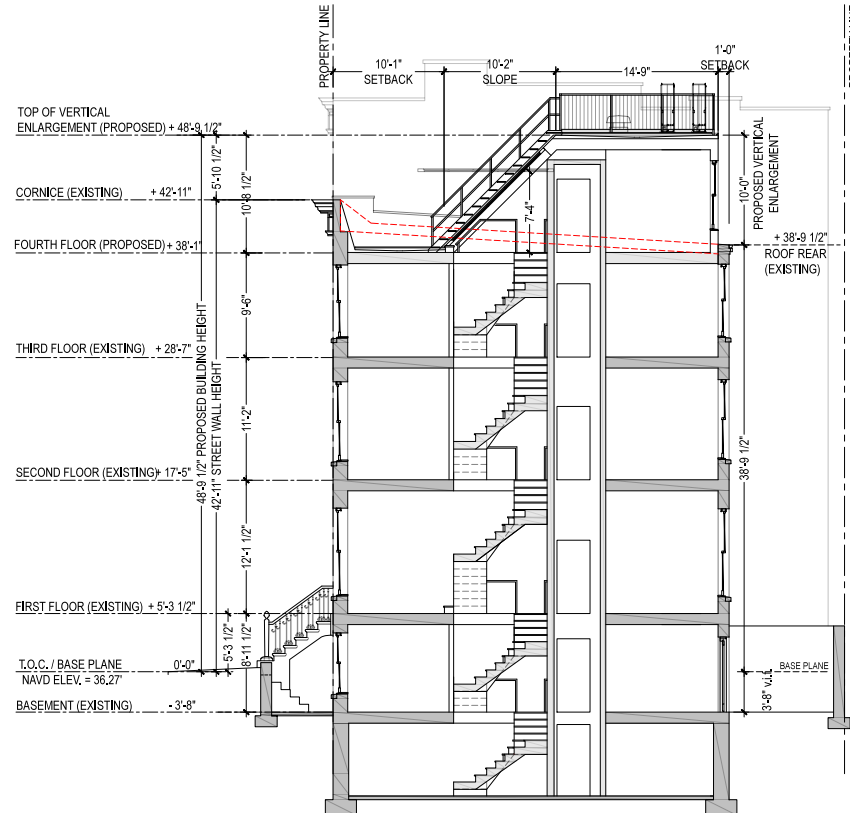 PROPERTY LINE
10'-1"
SETBACK
10'-2"
SLOPE
14'-9"
1'-0"
SETBACK
TOP OF VERTICAL
ENLARGEMENT (PROPOSED) + 48'-9 1/2"
5'-10 1/2"
10'-8 1/2"
CORNICE (EXISTING) + 42'-11"
7'-4"
10'-0"
PROPOSED VERTICAL
ENLARGEMENT
FOURTH FLOOR (PROPOSED) + 38'-1"
+ 38'-9 1/2"
ROOF REAR
(EXISTING)
9'-6"
THIRD FLOOR (EXISTING) + 28'-7"
48'-9 1/2" PROPOSED BUILDING HEIGHT
42'-11" STREET WALL HEIGHT
11'-2"
38'-9 1/2"
SECOND FLOOR (EXISTING)+ 17'-5"
12'-1 1/2"
FIRST FLOOR (EXISTING) + 5'-3 1/2"
5'-3 1/2"
8'-11 1/2"
T.O.C. / BASE PLANE 0'-0"
NAVD ELEV. = 36.27'
BASE PLANE
3'-8" v.i.f.
BASEMENT (EXISTING) - 3'-8"